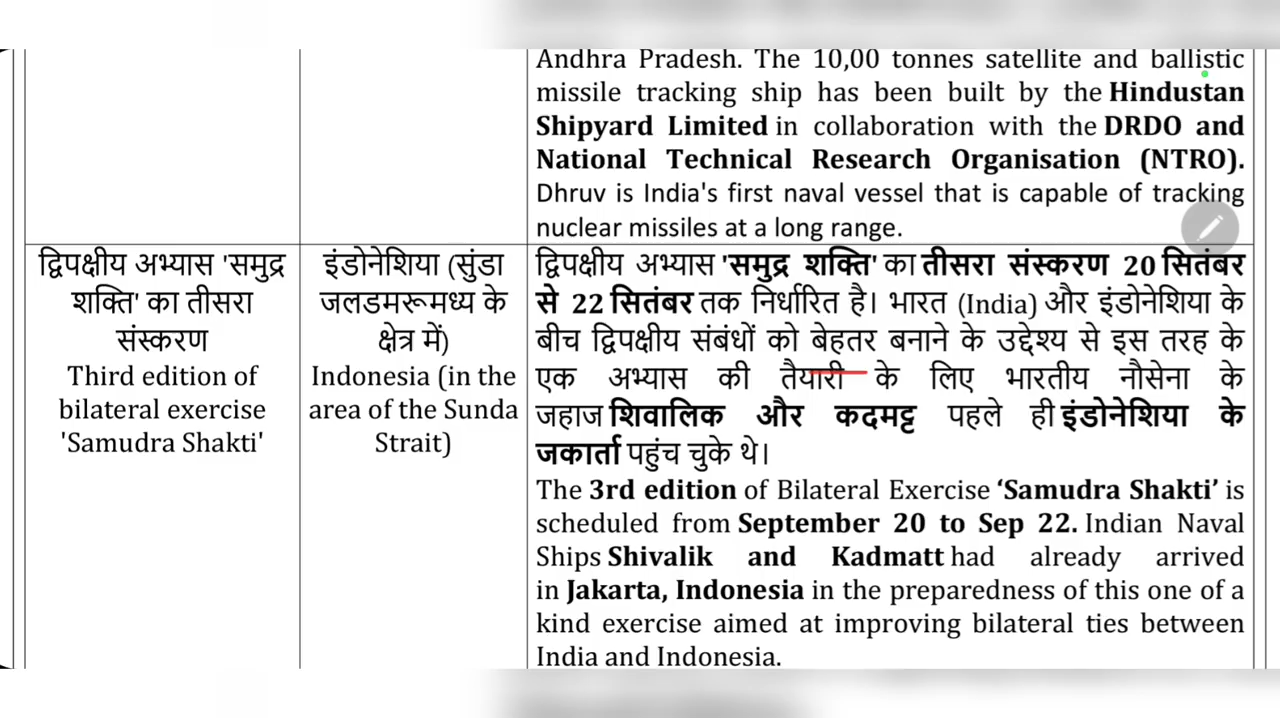 Andhra Pradesh. The 10,00 tonnes satellite and ballistic
missile tracking ship has been built by the Hindustan
Shipyard Limited in collaboration with the DRDO and
National Technical Research Organisation (NTRO).
Dhruv is India's first naval vessel that is capable of tracking
nuclear missiles at a long range.
द्विपक्षीय अभ्यास 'समुद्र
शक्ति' का तीसरा
संस्करण
Third edition of
bilateral exercise
'Samudra Shakti'
इंडोनेशिया (सुंडा
जलडमरूमध्य के
क्षेत्र में)
Indonesia (in the
area of the Sunda
Strait)
द्विपक्षीय अभ्यास 'समुद्र शक्ति' का तीसरा संस्करण 20 सितंबर
से 22 सितंबर तक निर्धारित है। भारत (India) और इंडोनेशिया के
बीच द्विपक्षीय संबंधों को बेहतर बनाने के उद्देश्य से इस तरह के
एक अभ्यास की तैयारी के लिए भारतीय नौसेना के
जहाज शिवालिक और कदमट्ट पहले ही इंडोनेशिया के
जकार्ता पहुंच चुके थे।
The 3rd edition of Bilateral Exercise ‘Samudra Shakti’ is
scheduled from September 20 to Sep 22. Indian Naval
Ships Shivalik and Kadmatt had already arrived
in Jakarta, Indonesia in the preparedness of this one of a
kind exercise aimed at improving bilateral ties between
India and Indonesia.